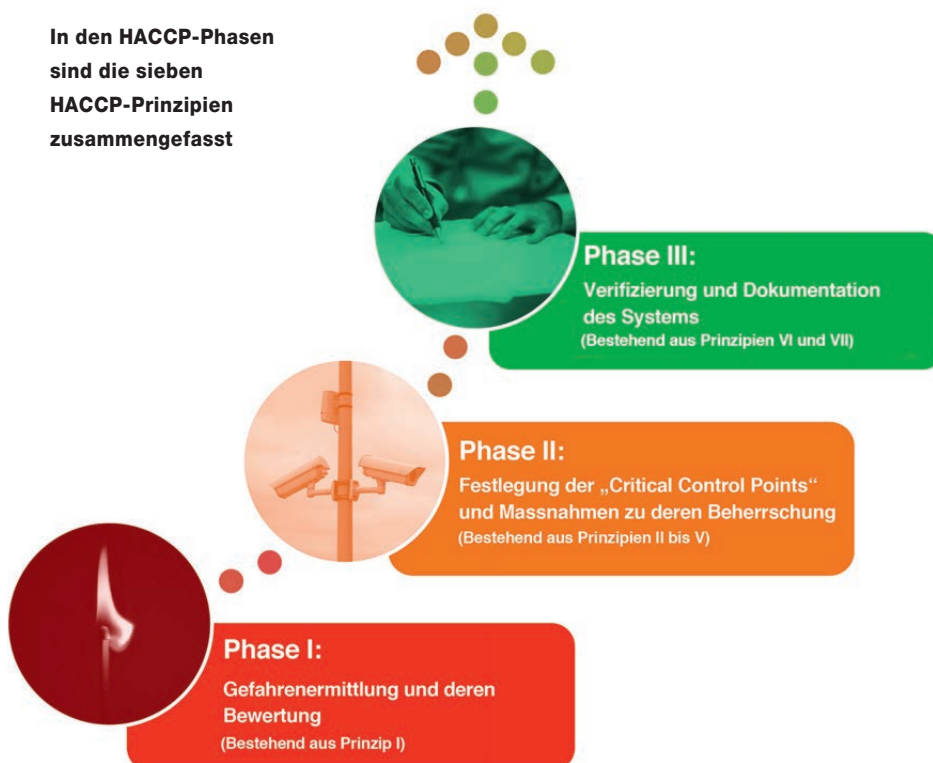 In den HACCP-Phasen
sind die sieben
HACCP-Prinzipien
zusammengefasst
Phase III:
Verifizierung und Dokumentation
des Systems
(Bestehend aus Prinzipien VI und VII)
Phase II:
Festlegung der „Critical Control Points“
und Massnahmen zu deren Beherrschung
(Bestehend aus Prinzipien II bis V)
Phase I:
Gefahrenermittlung und deren
Bewertung
(Bestehend aus Prinzip I)